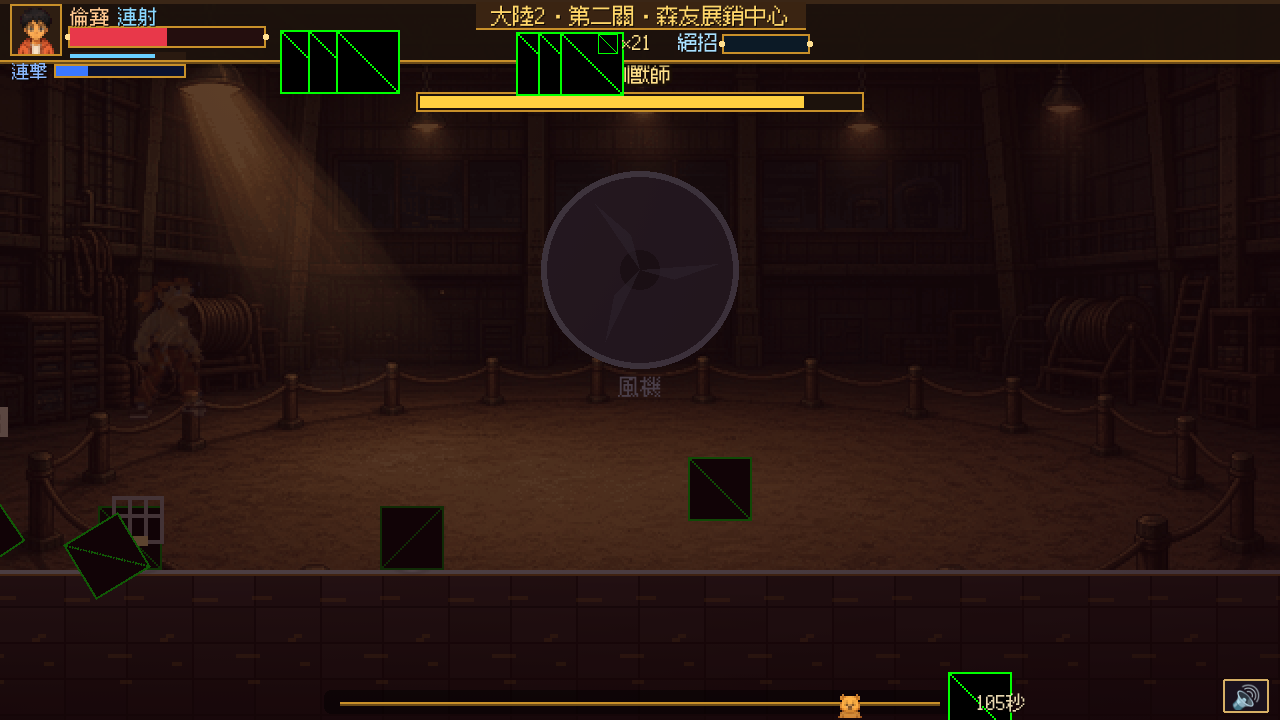 倫寶 連射
大陸2·第二關·森友展銷中心
×21 絕招
連擊
獸師
風機
105秒